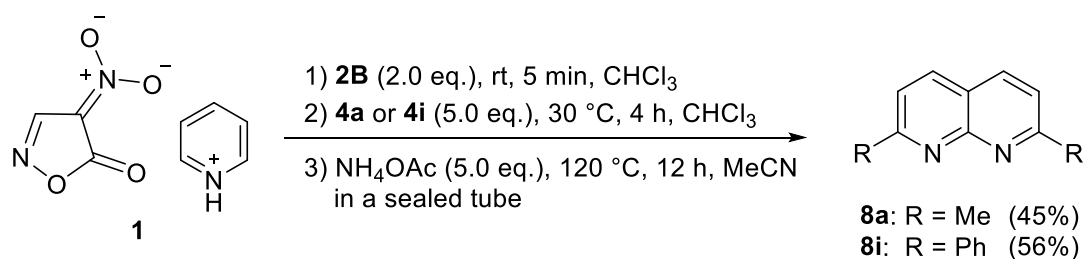 O−
+N
O−
N
O
O
+N
H
1
1) 2B (2.0 eq.), rt, 5 min, CHCl₃
2) 4a or 4i (5.0 eq.), 30 °C, 4 h, CHCl₃
3) NH₄OAc (5.0 eq.), 120 °C, 12 h, MeCN
in a sealed tube
R N N R
8a: R = Me (45%)
8i: R = Ph (56%)